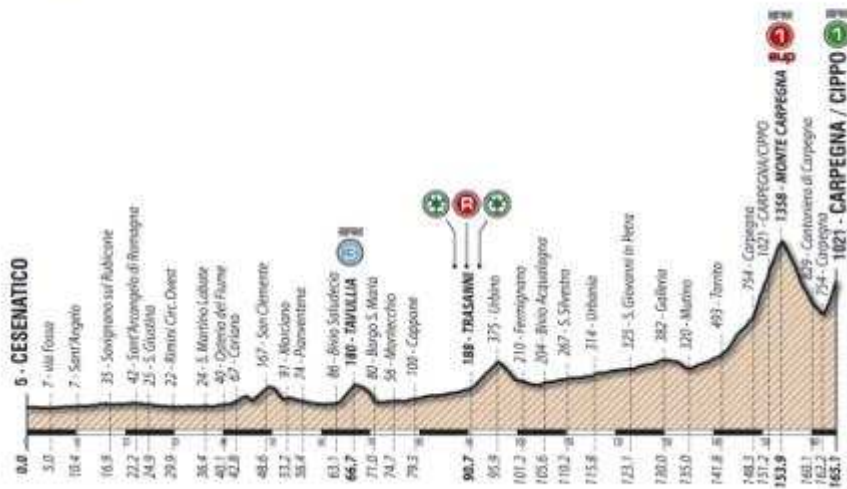 5 - CESENATICO
7 - via Fossa
7 - Sant'Angelo
35 - Savignano sul Rubicone
42 - Sant'Arcangelo di Romagna
25 - S. Giustina
22 - Rimini Circ. Ovest
24 - S. Martino
40 - Osteria del Fiume
67 - Coriano
167 - San Clemente
91 - Morciano
74 - Pianventena
86 - Bivio Saludecio
180 - TAVULLIA
80 - Borgo S. Maria
56 - Montecchio
100 - Cappone
188 - TRASANNI
375 - Urbino
210 - Fermignano
204 - Bivio Acqualagna
267 - S. Silvestro
314 - Urbania
325 - S. Giovanni in Petra
382 - Galleria
320 - Mutino
493 - Torrito
754 - Carpegna
1021 - CARPEGNA/CIPPO
1358 - MONTE CARPEGNA
829 - Cantoniera di Carpegna
754 - Carpegna
1021 - CARPEGNA / CIPPO
0.0
5.0
10.4
16.9
22.2
24.9
29.9
36.4
40.1
42.8
48.6
53.2
56.4
63.1
66.7
71.0
74.7
79.3
90.7
95.9
101.2
105.6
110.2
115.8
123.1
130.0
135.0
141.8
148.3
151.2
153.9
160.1
162.2
165.1